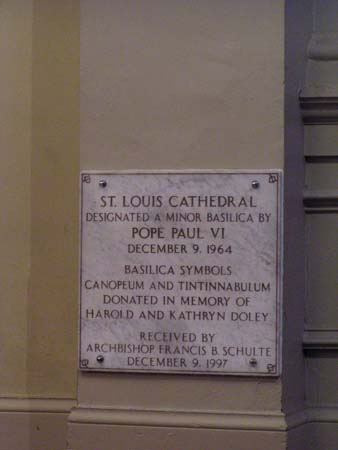 ST. LOUIS CATHEDRAL
DESIGNATED A MINOR BASILICA BY
POPE PAUL VI
DECEMBER 9, 1964
BASILICA SYMBOLS
CANOPEUM AND TINTINNABULUM
DONATED IN MEMORY OF
HAROLD AND KATHRYN DOLEY
RECEIVED BY
ARCHBISHOP FRANCIS B. SCHULTE
DECEMBER 9, 1997